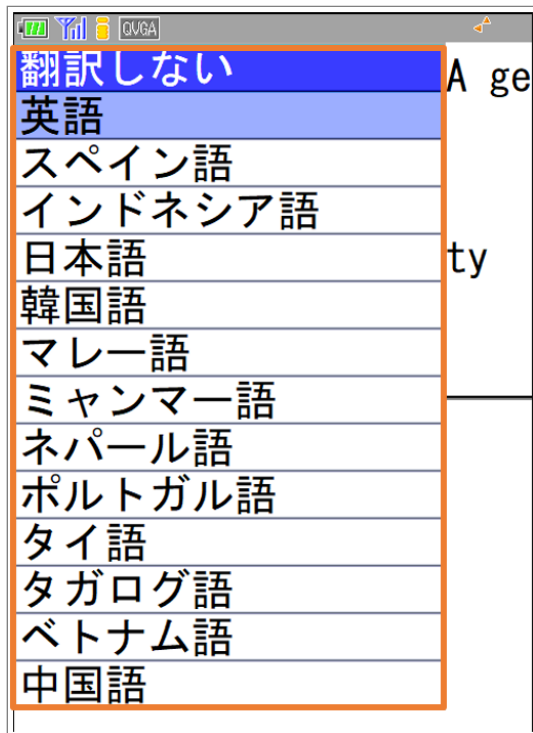 QVGA
翻訳しない
A ge
英語
スペイン語
インドネシア語
日本語
ty
韓国語
マレー語
ミャンマー語
ネパール語
ポルトガル語
タイ語
タガログ語
ベトナム語
中国語